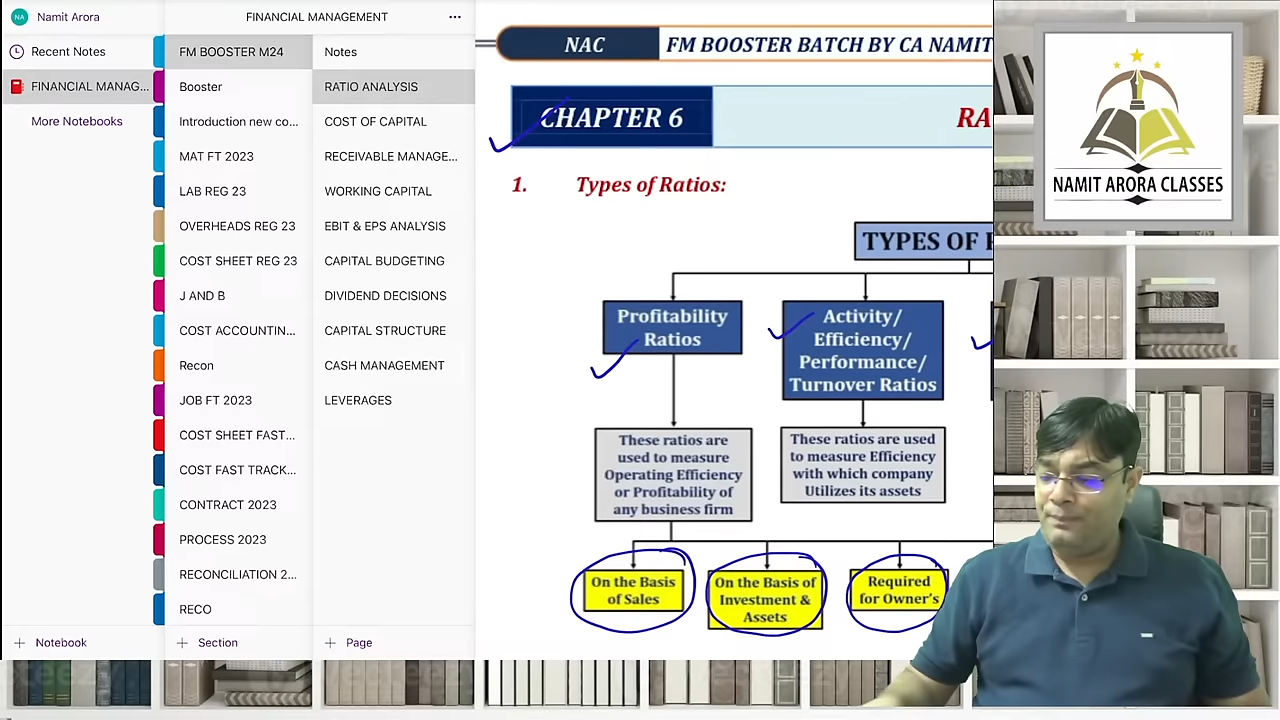 NA
Namit Arora
FINANCIAL MANAGEMENT
Recent Notes
FINANCIAL MANAG...
More Notebooks
Notebook
FM BOOSTER M24
Booster
Introduction new co...
MAT FT 2023
LAB REG 23
OVERHEADS REG 23
COST SHEET REG 23
J AND B
COST ACCOUNTIN...
Recon
JOB FT 2023
COST SHEET FAST...
COST FAST TRACK...
CONTRACT 2023
PROCESS 2023
RECONCILIATION 2...
RECO
Section
Notes
RATIO ANALYSIS
COST OF CAPITAL
RECEIVABLE MANAGE...
WORKING CAPITAL
EBIT & EPS ANALYSIS
CAPITAL BUDGETING
DIVIDEND DECISIONS
CAPITAL STRUCTURE
CASH MANAGEMENT
LEVERAGES
Page
NAC
FM BOOSTER BATCH BY CA NAMIT
CHAPTER 6
RA
1. Types of Ratios:
TYPES OF
Profitability
Ratios
Activity/
Efficiency/
Performance/
Turnover Ratios
These ratios are
used to measure
Operating Efficiency
or Profitability of
any business firm
These ratios are used
to measure Efficiency
with which company
Utilizes its assets
On the Basis
of Sales
On the Basis of
Investment &
Assets
Required
for Owner's
NAMIT ARORA CLASSES